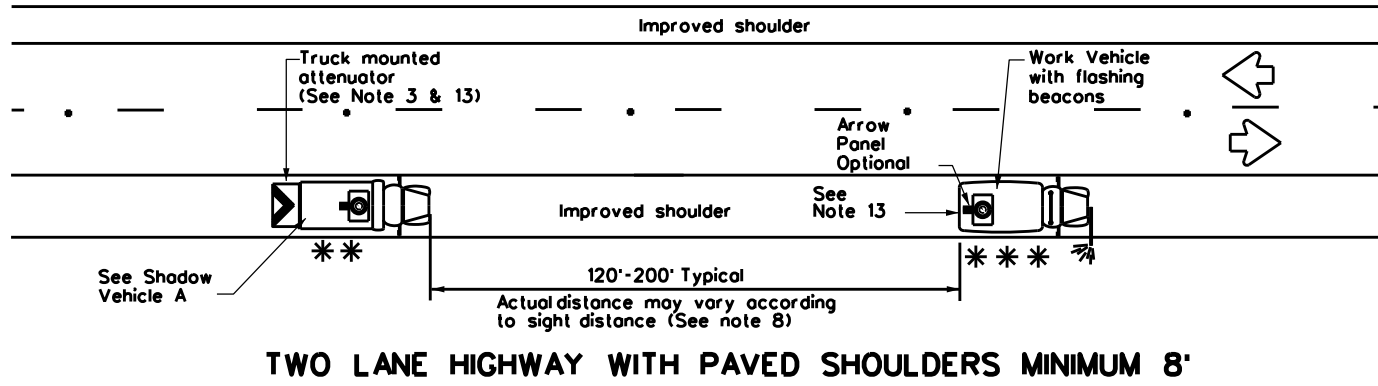 Improved shoulder
Truck mounted
attenuator
(See Note 3 & 13)
Work Vehicle
with flashing
beacons
Arrow
Panel
Optional
See
Note 13
Improved shoulder
See Shadow
Vehicle A
120'-200' Typical
Actual distance may vary according
to sight distance (See note 8)
TWO LANE HIGHWAY WITH PAVED SHOULDERS MINIMUM 8'